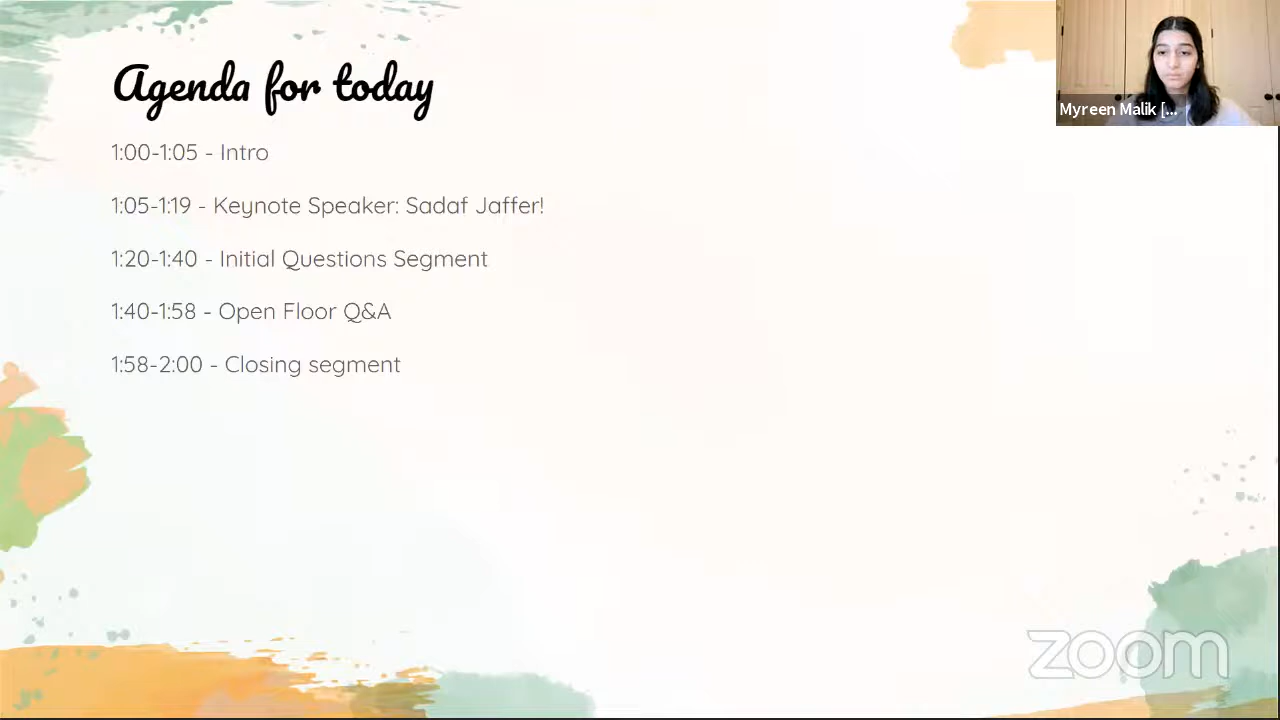 Agenda for today
1:00-1:05 - Intro
1:05-1:19 - Keynote Speaker: Sadaf Jaffer!
1:20-1:40 - Initial Questions Segment
1:40-1:58 - Open Floor Q&A
1:58-2:00 - Closing segment
Myreen Malik [...
zoom